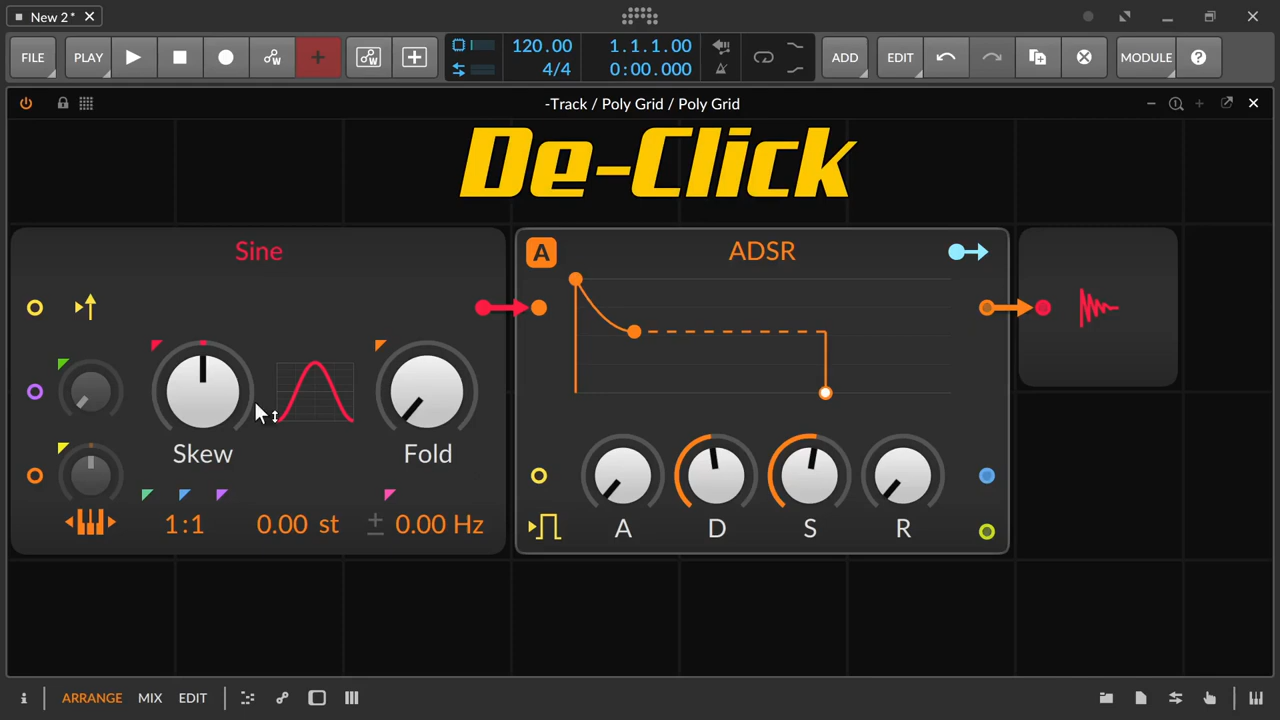 New 2*
FILE
PLAY
120.00
4/4
1.1.1.00
0:00.000
ADD
EDIT
MODULE
-Track / Poly Grid / Poly Grid
De-Click
Sine
A
ADSR
Skew
Fold
1:1
0.00 st
± 0.00 Hz
A
D
S
R
ARRANGE
MIX
EDIT